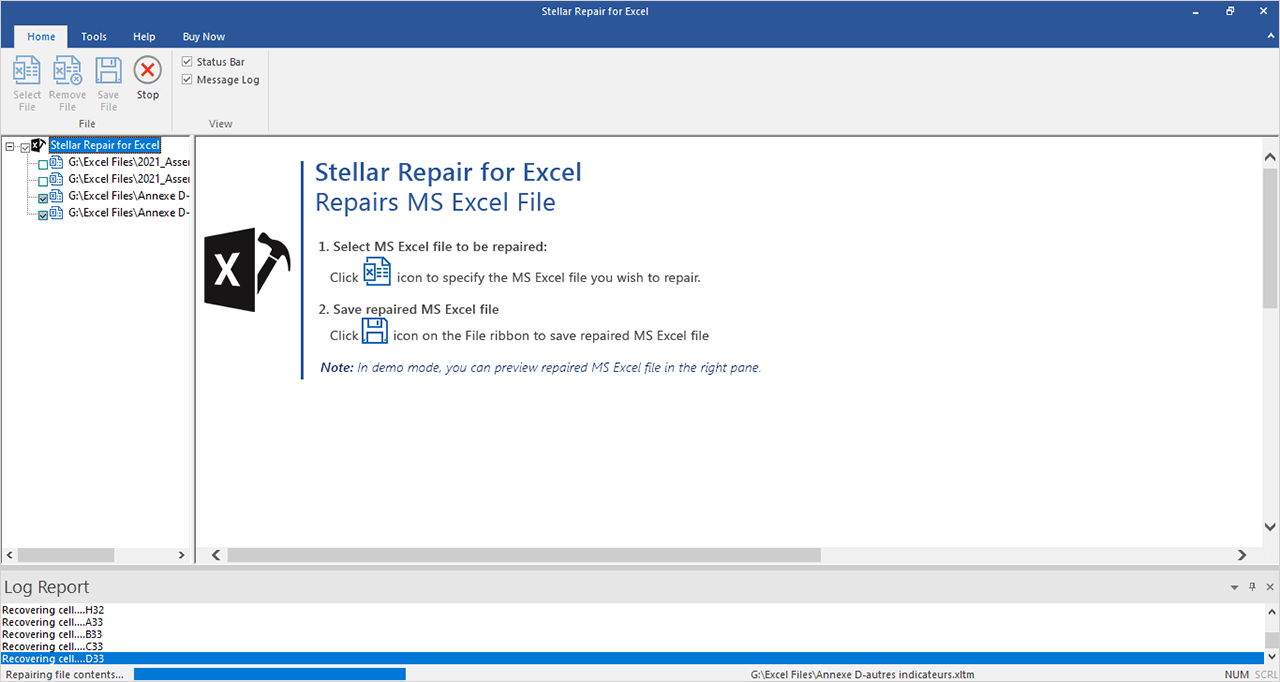 Stellar Repair for Excel
Home Tools Help Buy Now
Select File
Remove File
Save File
Stop
File
Status Bar
Message Log
View
Stellar Repair for Excel
G:\Excel Files\2021_Asse
G:\Excel Files\2021_Asse
G:\Excel Files\Annexe D-
G:\Excel Files\Annexe D-
X
Stellar Repair for Excel
Repairs MS Excel File
1. Select MS Excel file to be repaired:
Click icon to specify the MS Excel file you wish to repair.
2. Save repaired MS Excel file
Click icon on the File ribbon to save repaired MS Excel file
Note: In demo mode, you can preview repaired MS Excel file in the right pane.
Log Report
Recovering cell....H32
Recovering cell....A33
Recovering cell....B33
Recovering cell....C33
Recovering cell....D33
Repairing file contents... G:\Excel Files\Annexe D-autres indicateurs.xltm NUM SCRL